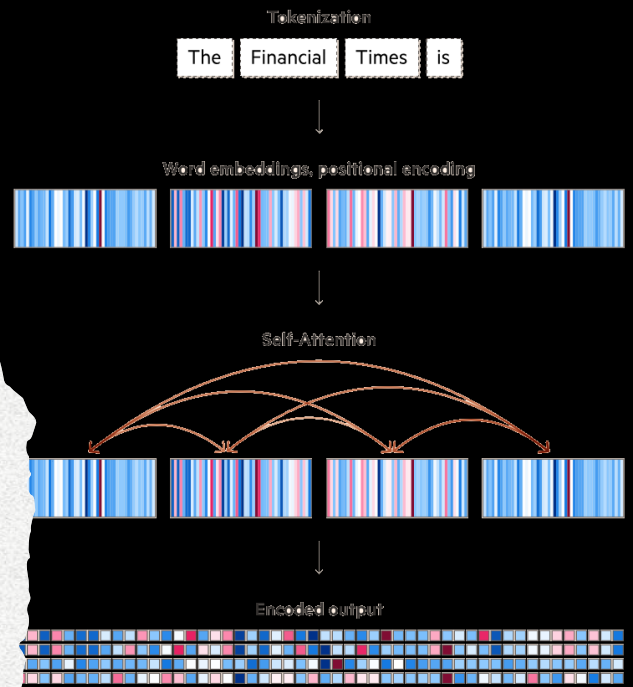 Tokenization
The Financial Times is
Word embeddings, positional encoding
Self-Attention
Encoded output